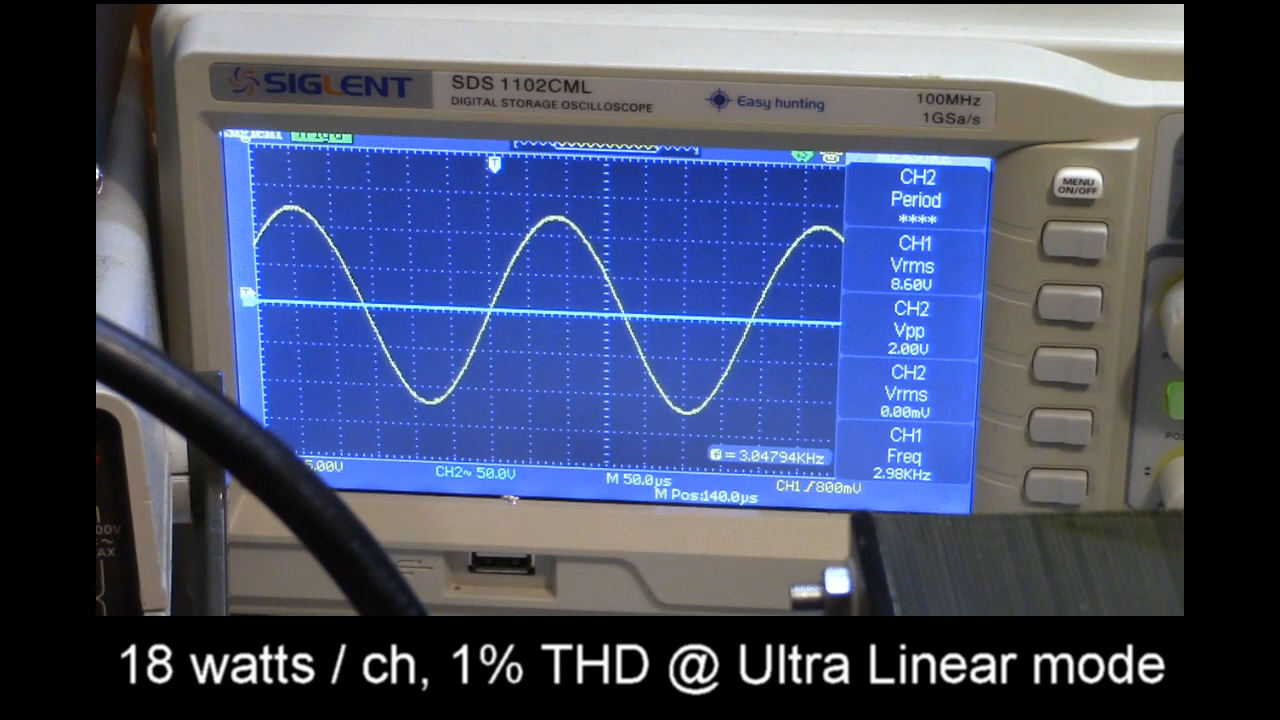 SIGLENT
SDS 1102CML
DIGITAL STORAGE OSCILLOSCOPE
Easy hunting
100MHz
1GSa/s
T
CH2
Period
****
CH1
Vrms
8.60V
CH2
Vpp
2.00V
CH2
Vrms
0.00mV
CH1
Freq
2.98KHz
MENU
ON/OFF
f = 3.04794KHz
5.00V
CH2~ 50.0V
M 50.0µs
M Pos:140.0µs
CH1 ∫800mV
18 watts / ch, 1% THD @ Ultra Linear mode